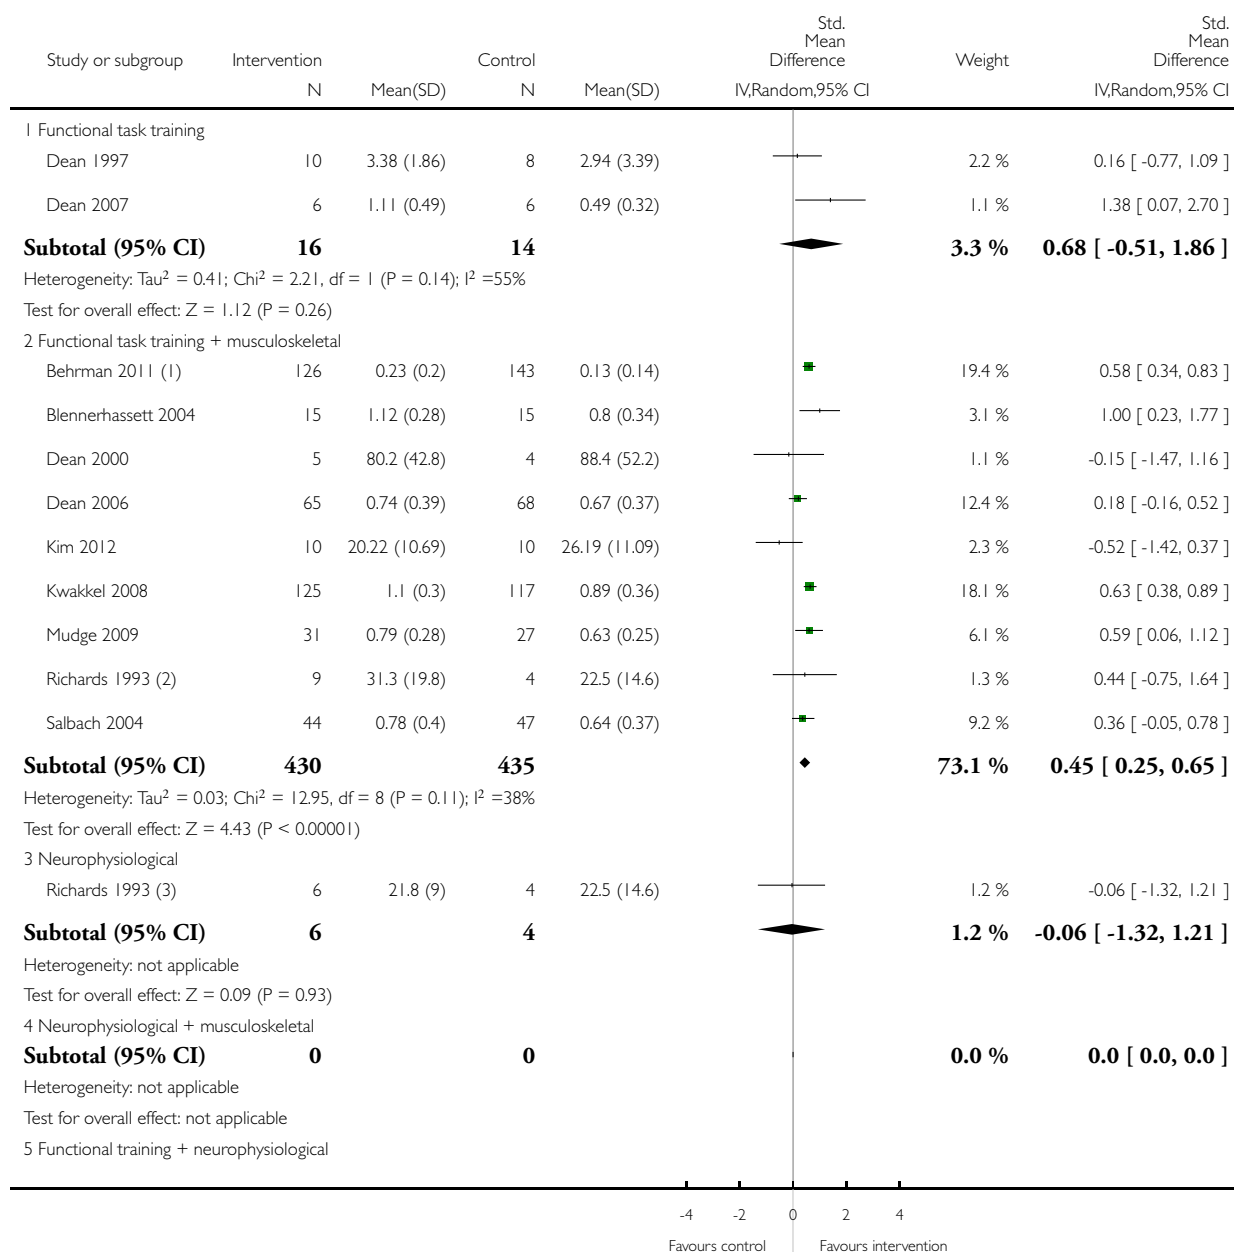 Std. Mean Difference Std. Mean Difference
Study or subgroup Intervention Control Weight
N Mean(SD) N Mean(SD) IV,Random,95% CI IV,Random,95% CI
1 Functional task training
Dean 1997 10 3.38 (1.86) 8 2.94 (3.39) 2.2 % 0.16 [ -0.77, 1.09 ]
Dean 2007 6 1.11 (0.49) 6 0.49 (0.32) 1.1 % 1.38 [ 0.07, 2.70 ]
Subtotal (95% CI) 16 14 3.3 % 0.68 [ -0.51, 1.86 ]
Heterogeneity: Tau² = 0.41; Chi² = 2.21, df = 1 (P = 0.14); I² =55%
Test for overall effect: Z = 1.12 (P = 0.26)
2 Functional task training + musculoskeletal
Behrman 2011 (1) 126 0.23 (0.2) 143 0.13 (0.14) 19.4 % 0.58 [ 0.34, 0.83 ]
Blennerhassett 2004 15 1.12 (0.28) 15 0.8 (0.34) 3.1 % 1.00 [ 0.23, 1.77 ]
Dean 2000 5 80.2 (42.8) 4 88.4 (52.2) 1.1 % -0.15 [ -1.47, 1.16 ]
Dean 2006 65 0.74 (0.39) 68 0.67 (0.37) 12.4 % 0.18 [ -0.16, 0.52 ]
Kim 2012 10 20.22 (10.69) 10 26.19 (11.09) 2.3 % -0.52 [ -1.42, 0.37 ]
Kwakkel 2008 125 1.1 (0.3) 117 0.89 (0.36) 18.1 % 0.63 [ 0.38, 0.89 ]
Mudge 2009 31 0.79 (0.28) 27 0.63 (0.25) 6.1 % 0.59 [ 0.06, 1.12 ]
Richards 1993 (2) 9 31.3 (19.8) 4 22.5 (14.6) 1.3 % 0.44 [ -0.75, 1.64 ]
Salbach 2004 44 0.78 (0.4) 47 0.64 (0.37) 9.2 % 0.36 [ -0.05, 0.78 ]
Subtotal (95% CI) 430 435 73.1 % 0.45 [ 0.25, 0.65 ]
Heterogeneity: Tau² = 0.03; Chi² = 12.95, df = 8 (P = 0.11); I² =38%
Test for overall effect: Z = 4.43 (P < 0.00001)
3 Neurophysiological
Richards 1993 (3) 6 21.8 (9) 4 22.5 (14.6) 1.2 % -0.06 [ -1.32, 1.21 ]
Subtotal (95% CI) 6 4 1.2 % -0.06 [ -1.32, 1.21 ]
Heterogeneity: not applicable
Test for overall effect: Z = 0.09 (P = 0.93)
4 Neurophysiological + musculoskeletal
Subtotal (95% CI) 0 0 0.0 % 0.0 [ 0.0, 0.0 ]
Heterogeneity: not applicable
Test for overall effect: not applicable
5 Functional training + neurophysiological
-4 -2 0 2 4
Favours control Favours intervention